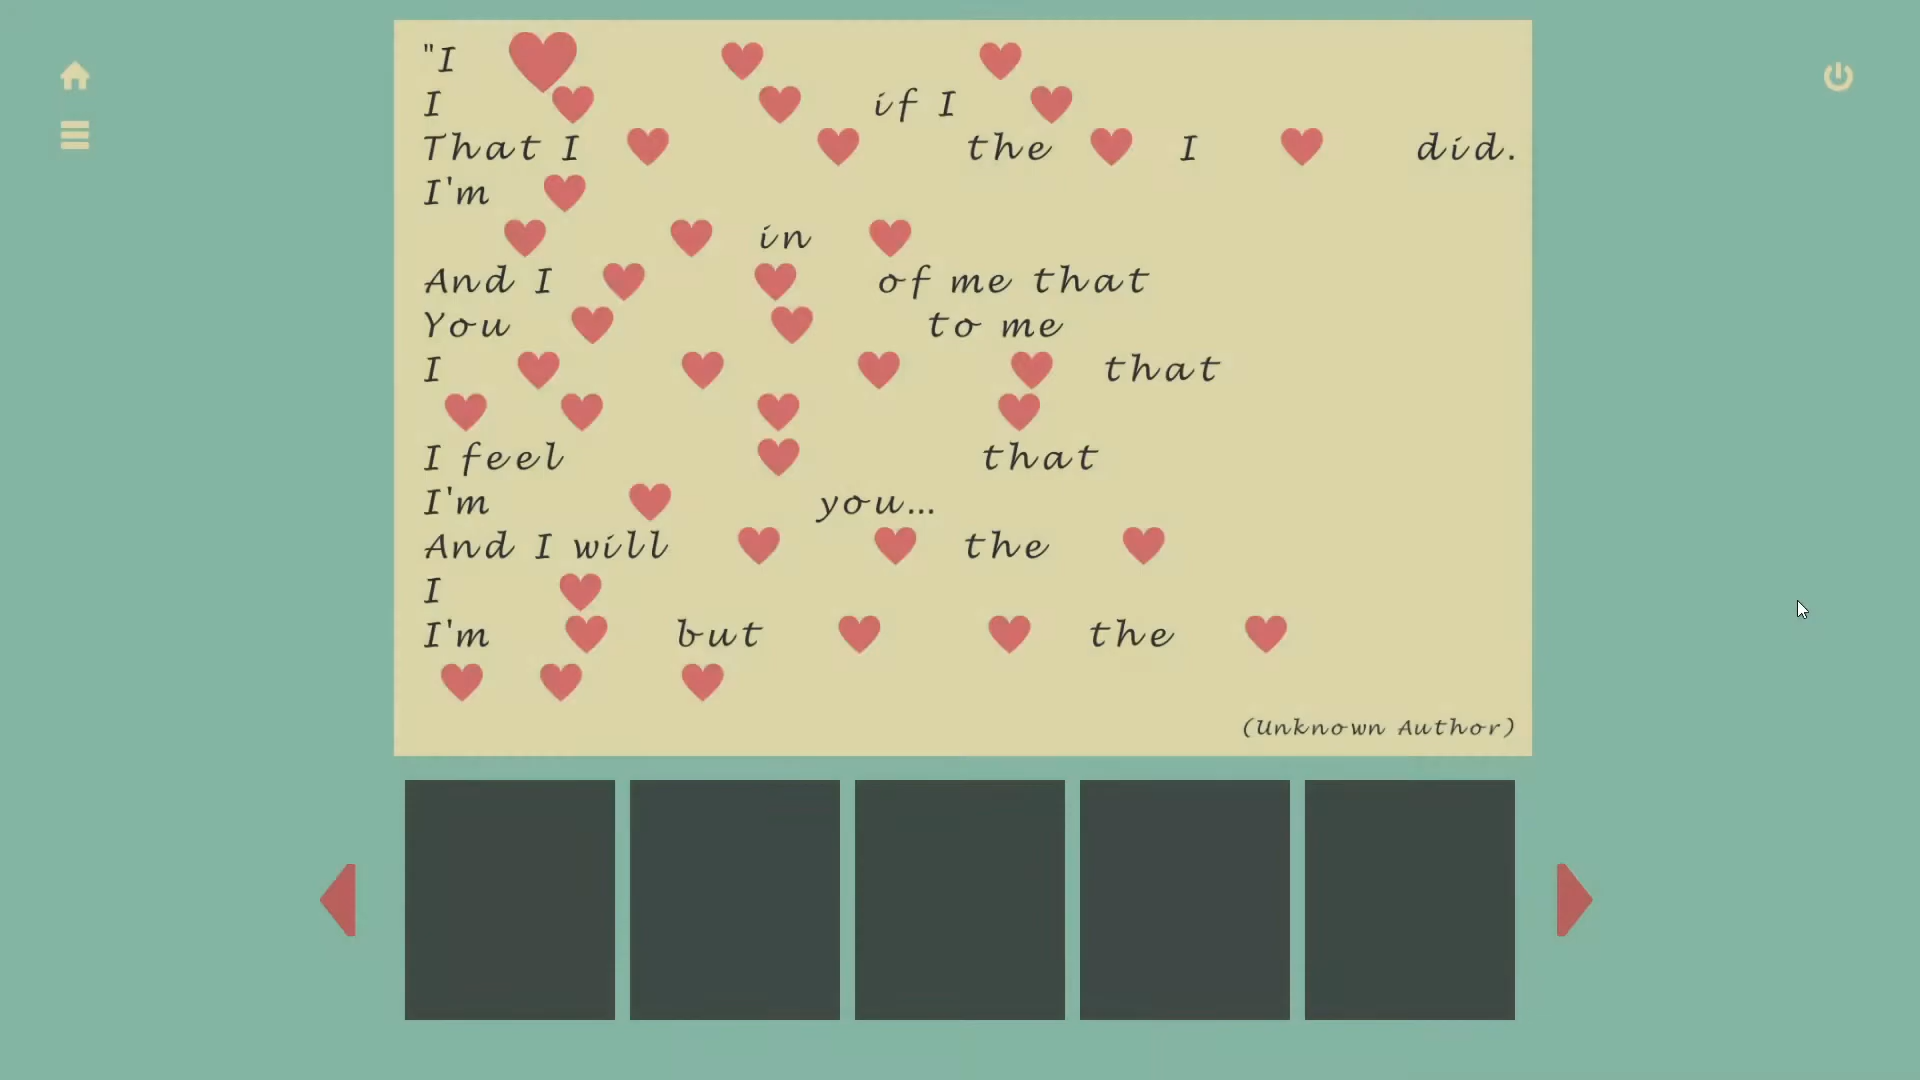 "I
I if I
That I the I did.
I'm
in
And I of me that
You to me
I that
I feel that
I'm you...
And I will the
I
I'm but the
(Unknown Author)